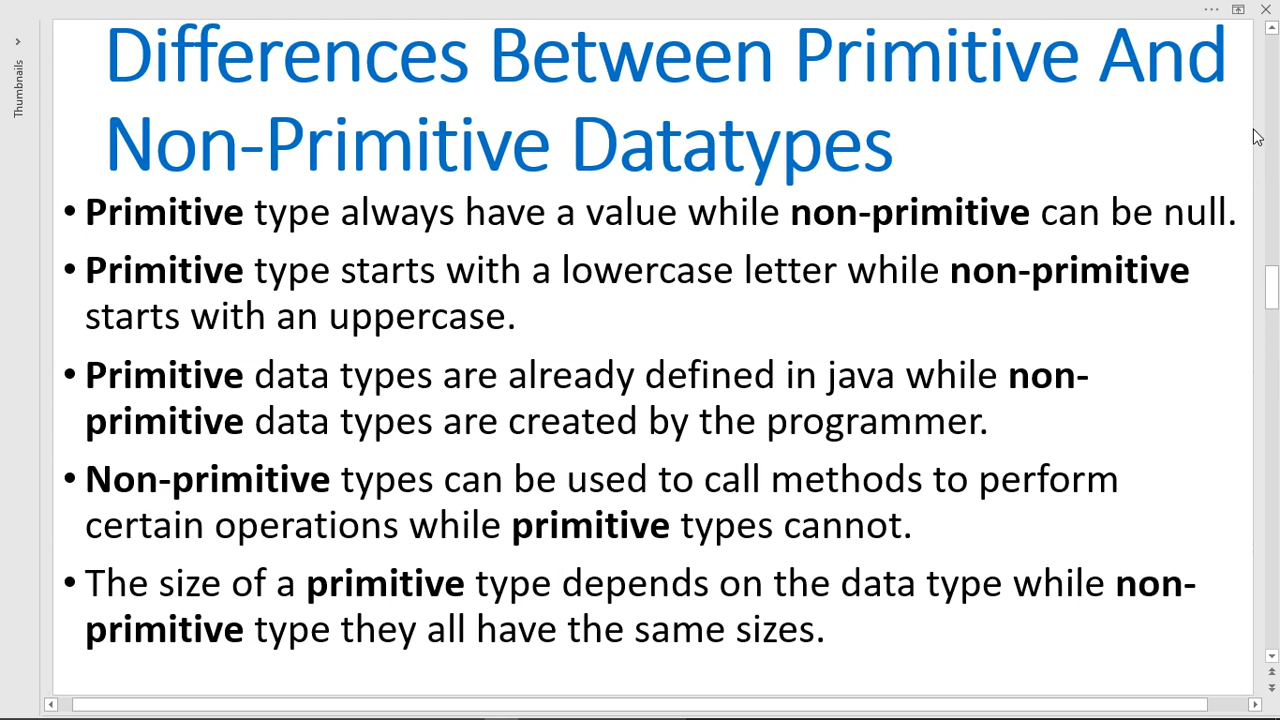 Thumbnails
Differences Between Primitive And
Non-Primitive Datatypes
• Primitive type always have a value while non-primitive can be null.
• Primitive type starts with a lowercase letter while non-primitive
starts with an uppercase.
• Primitive data types are already defined in java while non-
primitive data types are created by the programmer.
• Non-primitive types can be used to call methods to perform
certain operations while primitive types cannot.
• The size of a primitive type depends on the data type while non-
primitive type they all have the same sizes.